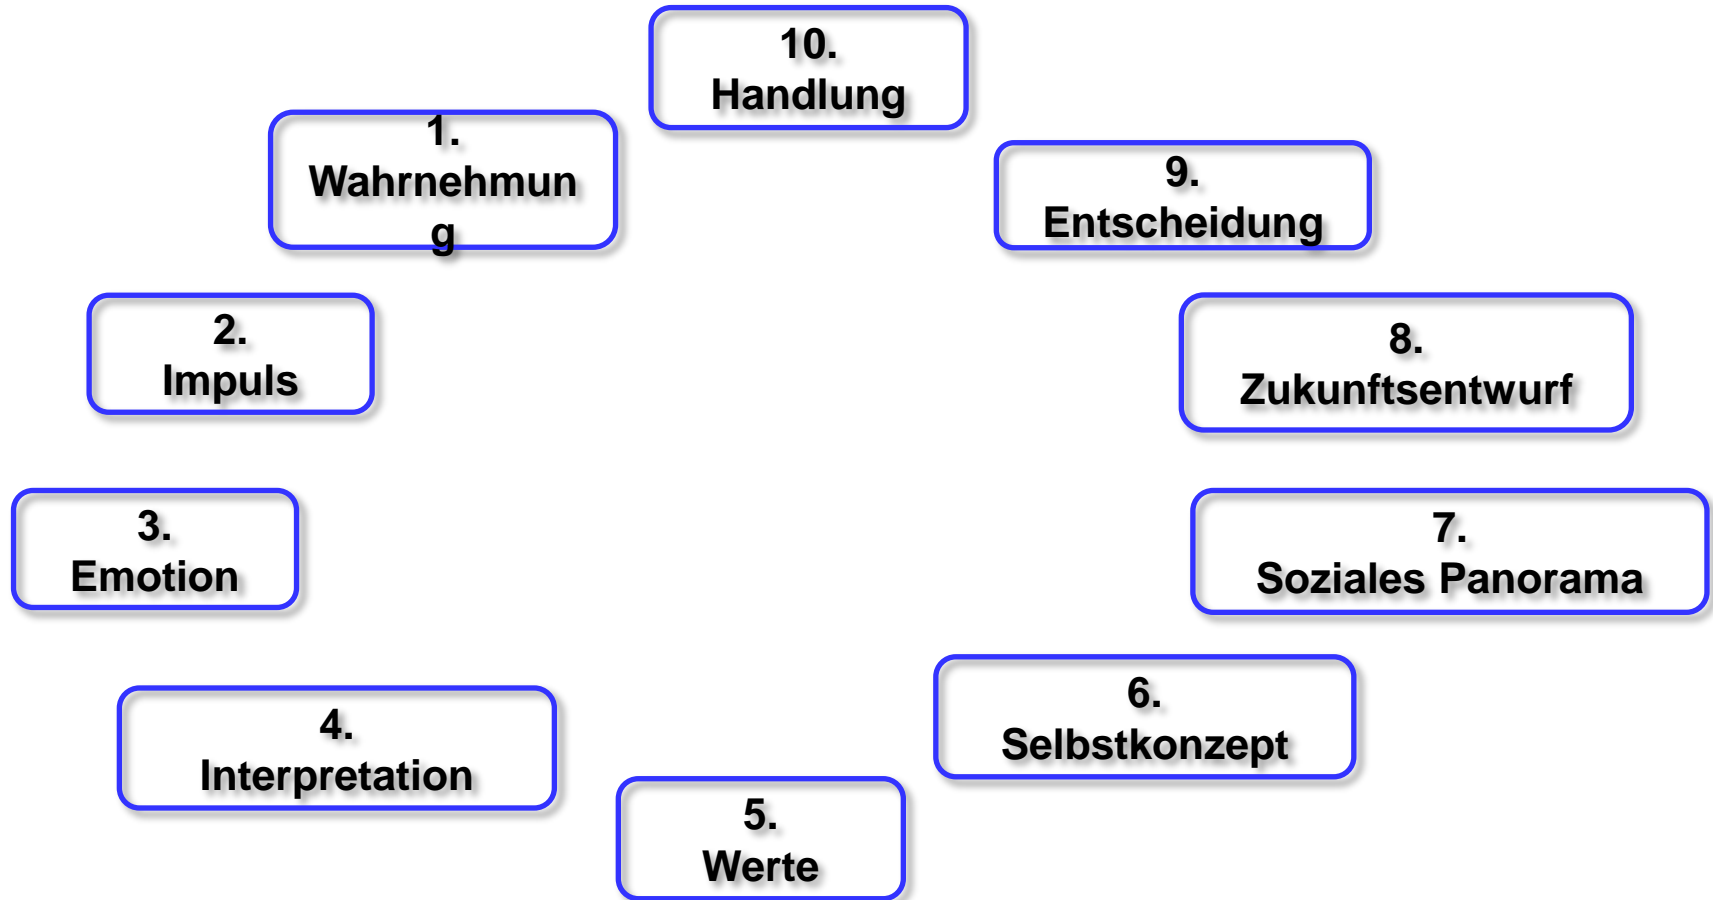 10.
Handlung
1.
Wahrnehmun
g
9.
Entscheidung
2.
Impuls
8.
Zukunftsentwurf
3.
Emotion
7.
Soziales Panorama
4.
Interpretation
6.
Selbstkonzept
5.
Werte